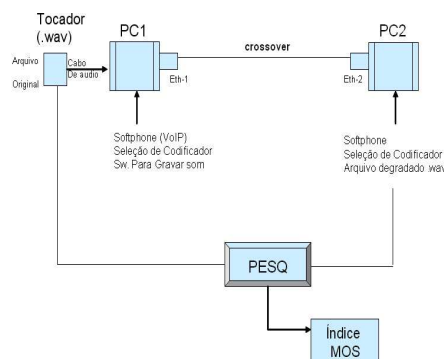 Tocador
(.wav)
PC1
PC2
Arquivo
Original
Cabo
De audio
Eth-1
crossover
Eth-2
Softphone (VoIP)
Seleção de Codificador
Sw. Para Gravar som
Softphone
Seleção de Codificador
Arquivo degradado .wav
PESQ
Índice
MOS